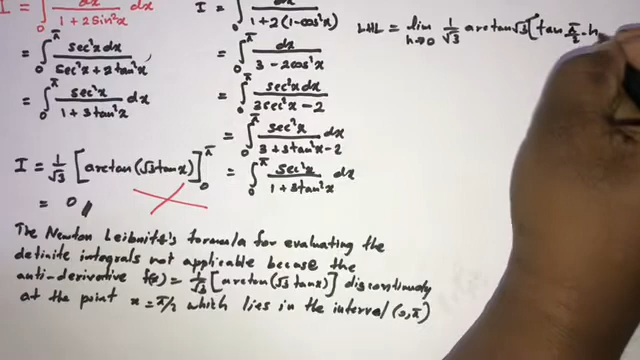 I = ∫₀^π dx / (1 + 2sin²x) dx
= ∫₀^π sec²x dx / (sec²x + 2tan²x)
= ∫₀^π sec²x / (1 + 3tan²x) dx
I = 1/√3 [arctan(√3 tanx)]₀^π
= 0
I = ∫₀^π dx / (1 + 2(1-cos²x))
= ∫₀^π dx / (3 - 2cos²x)
= ∫₀^π sec²x dx / (3sec²x - 2)
= ∫₀^π sec²x / (3 + 3tan²x - 2) dx
= ∫₀^π sec²x / (1 + 3tan²x) dx
LHL = lim h→0 1/√3 arctan √3 [tan π/2 - h
The Newton Leibnitz's formula for evaluating the
definite integrals not applicable because the
anti-derivative f(x) = 1/√3 [arctan(√3 tanx)] discontinuity
at the point x = π/2 which lies in the interval (0,π)